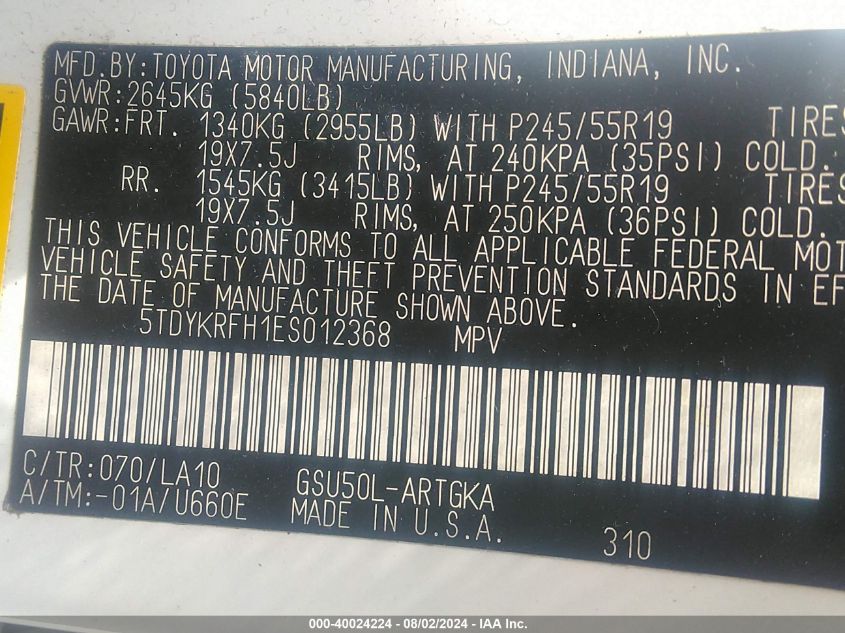 MFD.BY:TOYOTA MOTOR MANUFACTURING, INDIANA, INC.
GVWR:2645KG (5840LB)
GAWR:FRT. 1340KG (2955LB) WITH P245/55R19 TIRES
19X7.5J RIMS, AT 240KPA (35PSI) COLD.
RR. 1545KG (3415LB) WITH P245/55R19 TIRES
19X7.5J RIMS, AT 250KPA (36PSI) COLD.
THIS VEHICLE CONFORMS TO ALL APPLICABLE FEDERAL MOT
VEHICLE SAFETY AND THEFT PREVENTION STANDARDS IN EF
THE DATE OF MANUFACTURE SHOWN ABOVE.
5TDYKRFH1ES012368 MPV
C/TR:070/LA10 GSU50L-ARTGKA
A/TM:-01A/U660E MADE IN U.S.A.
310
000-40024224 - 08/02/2024 - IAA Inc.